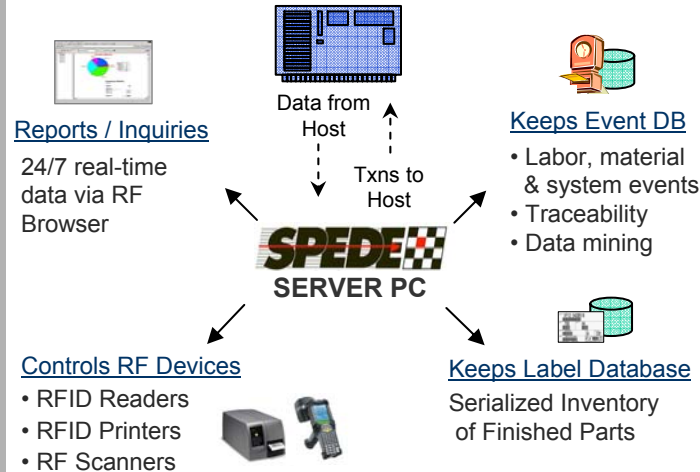 Data from
Host
Txns to
Host
Reports / Inquiries
24/7 real-time
data via RF
Browser
Keeps Event DB
• Labor, material
& system events
• Traceability
• Data mining
SPEDE
SERVER PC
Controls RF Devices
• RFID Readers
• RFID Printers
• RF Scanners
Keeps Label Database
Serialized Inventory
of Finished Parts